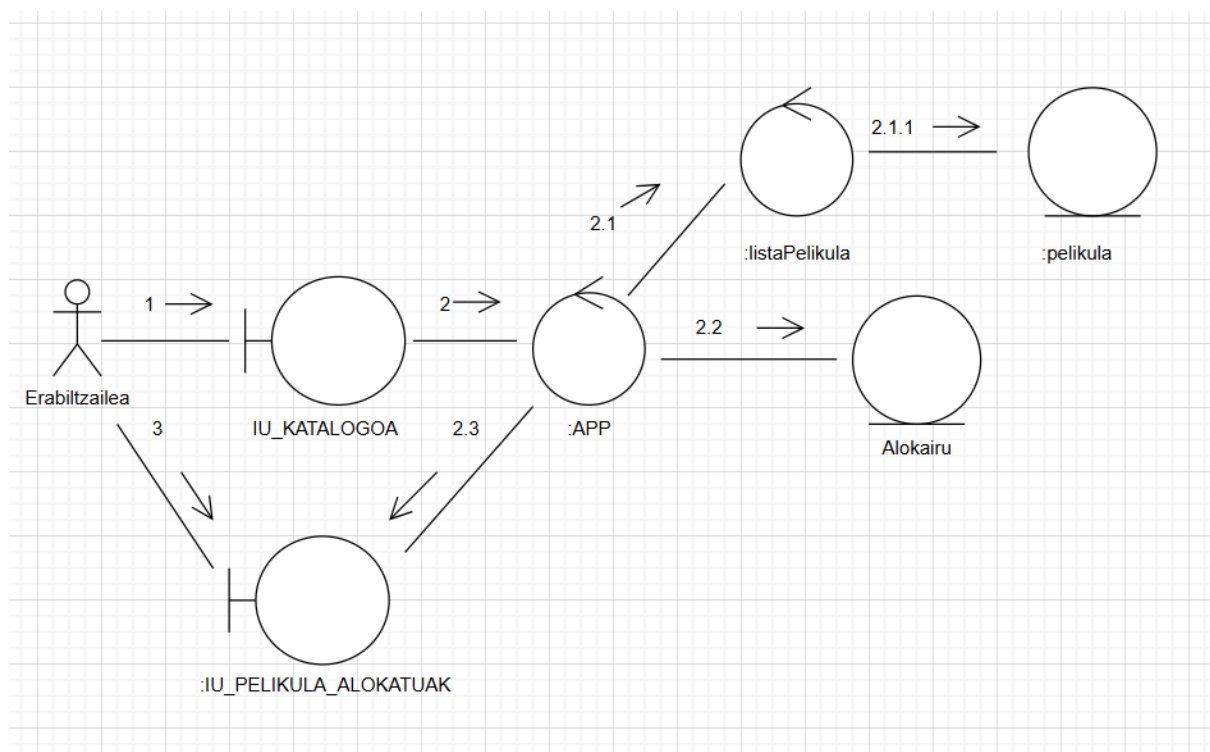 2.1.1
2.1
:listaPelikula
:pelikula
1
2
2.2
Erabiltzailea
3
IU_KATALOGOA
2.3
:APP
Alokairu
:IU_PELIKULA_ALOKATUAK